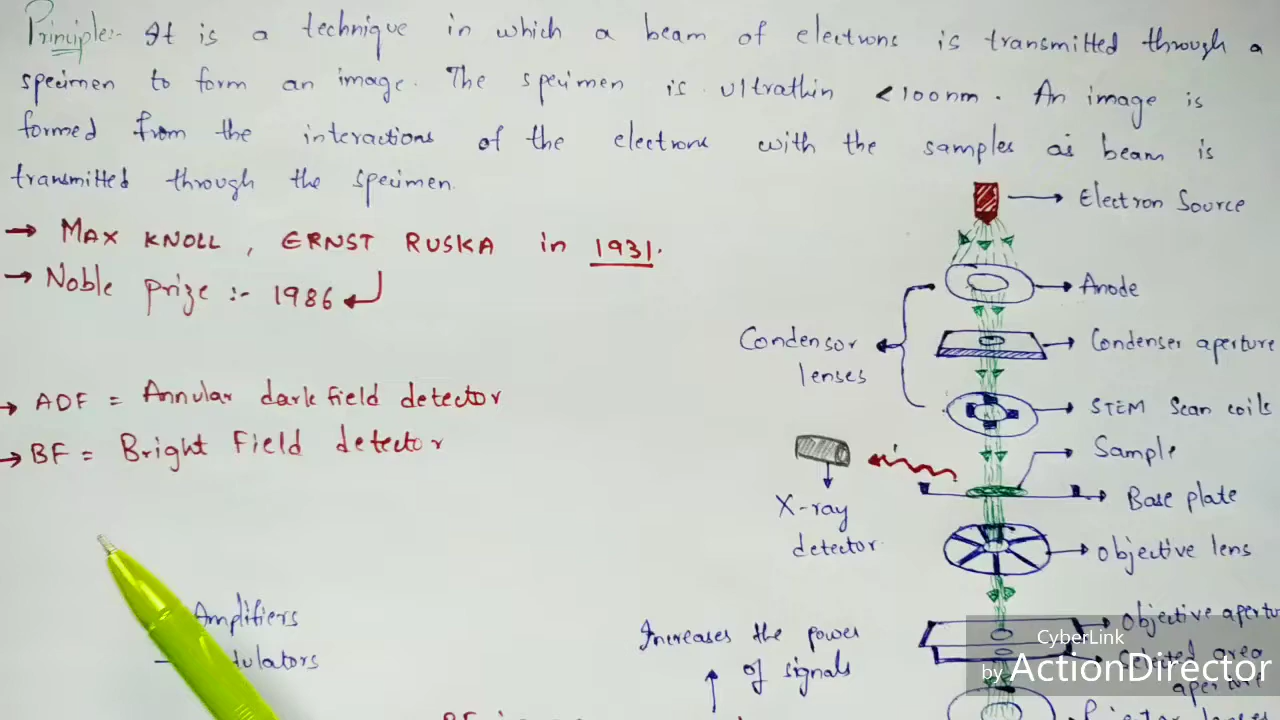 Principle:- It is a technique in which a beam of electrons is transmitted through a
specimen to form an image. The specimen is ultrathin <100nm. An image is
formed from the interactions of the electrons with the samples as beam is
transmitted through the specimen.
→ MAX KNOLL, ERNST RUSKA in 1931.
→ Noble prize :- 1986
→ ADF = Annular dark field detector
→ BF = Bright Field detector
Amplifiers
Electron Source
Anode
Condensor
lenses
Condenser aperture
STEM Scan coils
Sample
Base plate
X-ray
detector
Objective lens
Objective
Increases the power
of signals
area
aperture
CyberLink
by ActionDirector